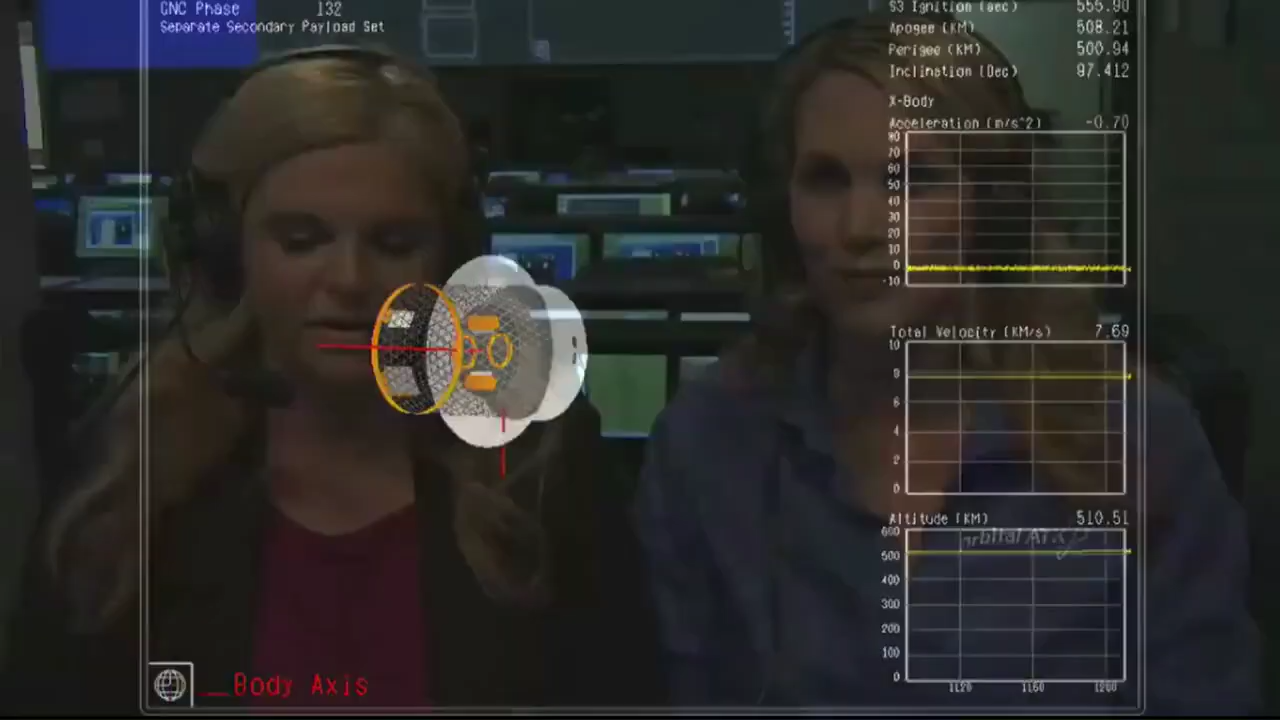 GNC Phase 132
Separate Secondary Payload Set
S3 Ignition (sec) 555.90
Apogee (KM) 508.21
Perigee (KM) 500.94
Inclination (Deg) 97.412
X-Body
Acceleration (m/s^2) -0.70
80
70
60
50
40
30
20
10
0
-10
Total Velocity (KM/s) 7.69
10
8
6
4
2
0
Altitude (KM) 510.51
600
500
400
300
200
100
0
1120 1160 1200
orbital ATK
Body Axis